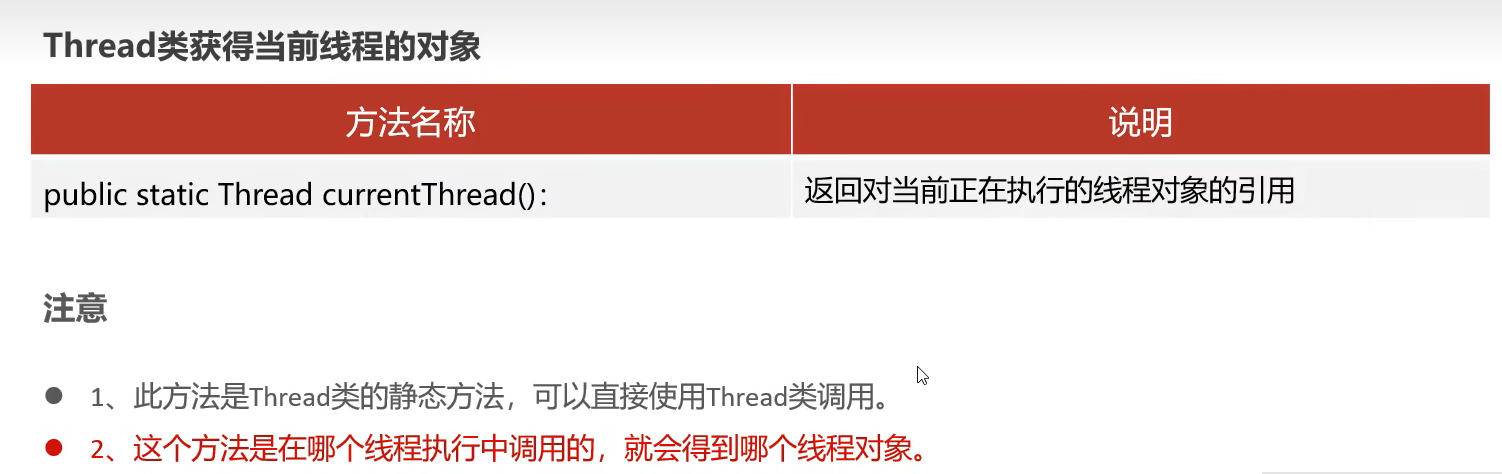 Thread类获得当前线程的对象
方法名称 说明
public static Thread currentThread()： 返回对当前正在执行的线程对象的引用
注意
● 1、此方法是Thread类的静态方法，可以直接使用Thread类调用。
● 2、这个方法是在哪个线程执行中调用的，就会得到哪个线程对象。